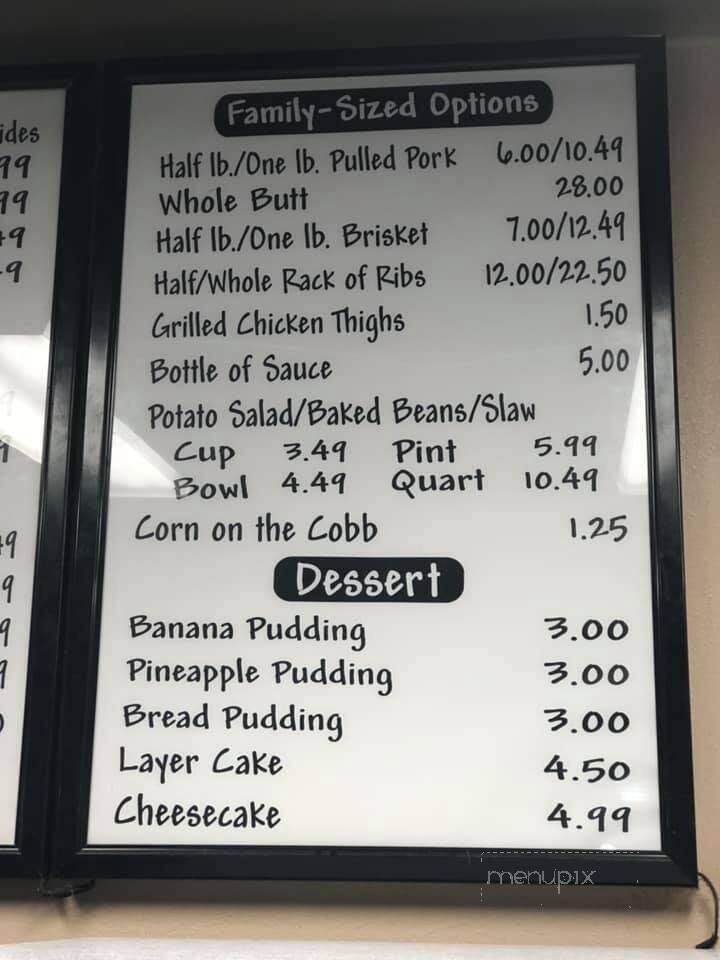 ides
99
99
49
Family-Sized Options
Half lb./One lb. Pulled Pork 6.00/10.49
Whole Butt 28.00
Half lb./One lb. Brisket 7.00/12.49
Half/Whole Rack of Ribs 12.00/22.50
Grilled Chicken Thighs 1.50
Bottle of Sauce 5.00
Potato Salad/Baked Beans/Slaw
Cup 3.49 Pint 5.99
Bowl 4.49 Quart 10.49
Corn on the Cobb 1.25
Dessert
Banana Pudding 3.00
Pineapple Pudding 3.00
Bread Pudding 3.00
Layer Cake 4.50
Cheesecake 4.99
menupix